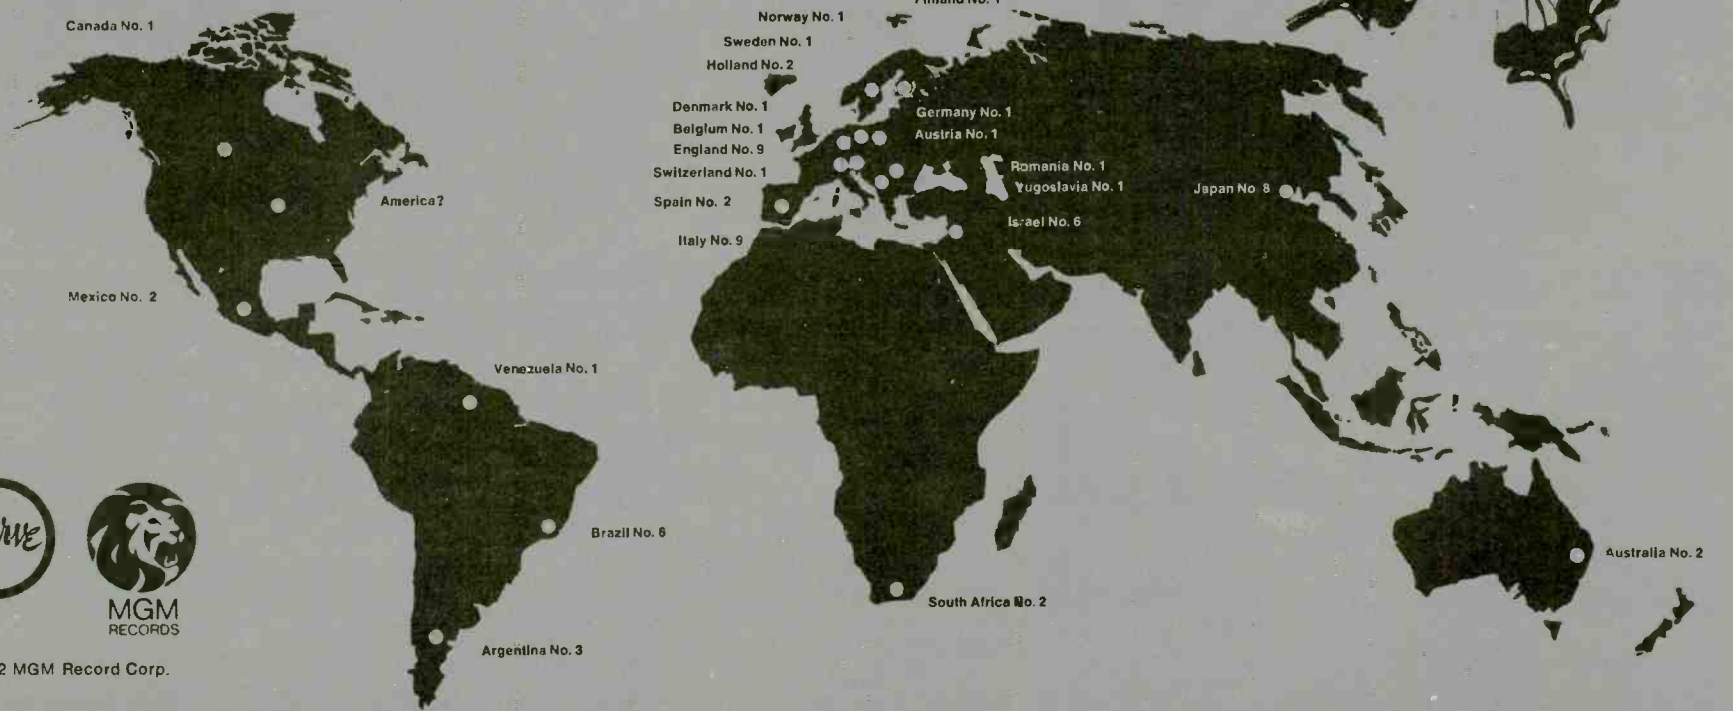 Canada No. 1
Norway No. 1
Sweden No. 1
Holland No. 2
Denmark No. 1
Belgium No. 1
England No. 9
Switzerland No. 1
Spain No. 2
Italy No. 9
Germany No. 1
Austria No. 1
Romania No. 1
Yugoslavia No. 1
Israel No. 6
Japan No. 8
America?
Mexico No. 2
Venezuela No. 1
Brazil No. 6
Argentina No. 3
South Africa No. 2
Australia No. 2
MGM
RECORDS
2 MGM Record Corp.